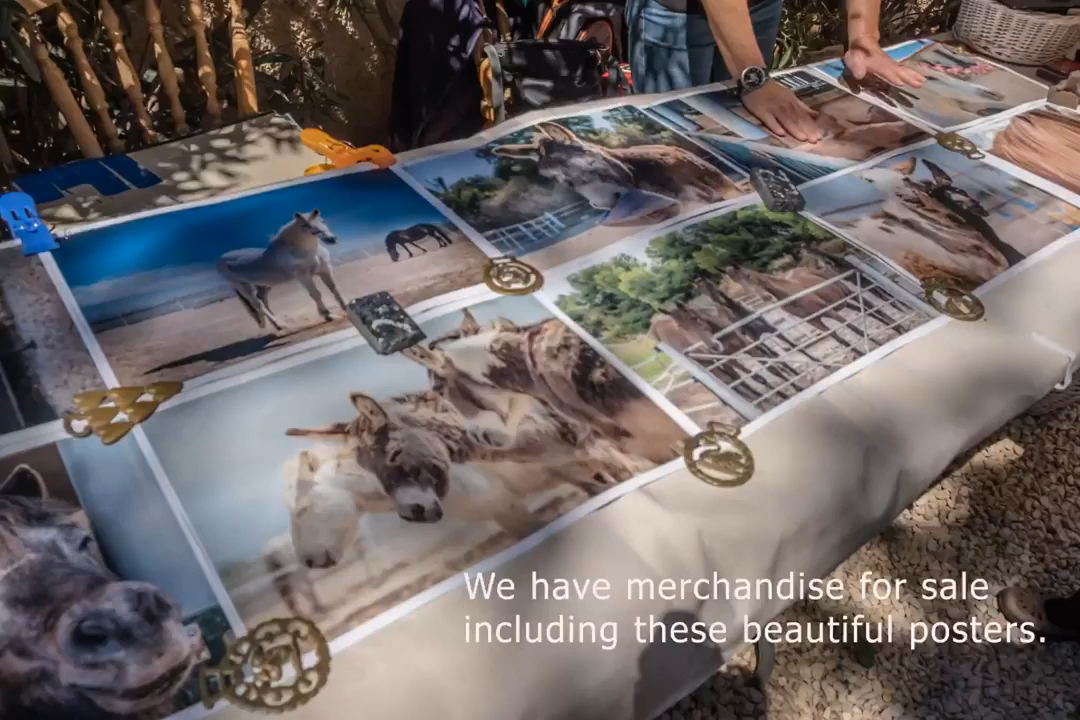 We have merchandise for sale
including these beautiful posters.